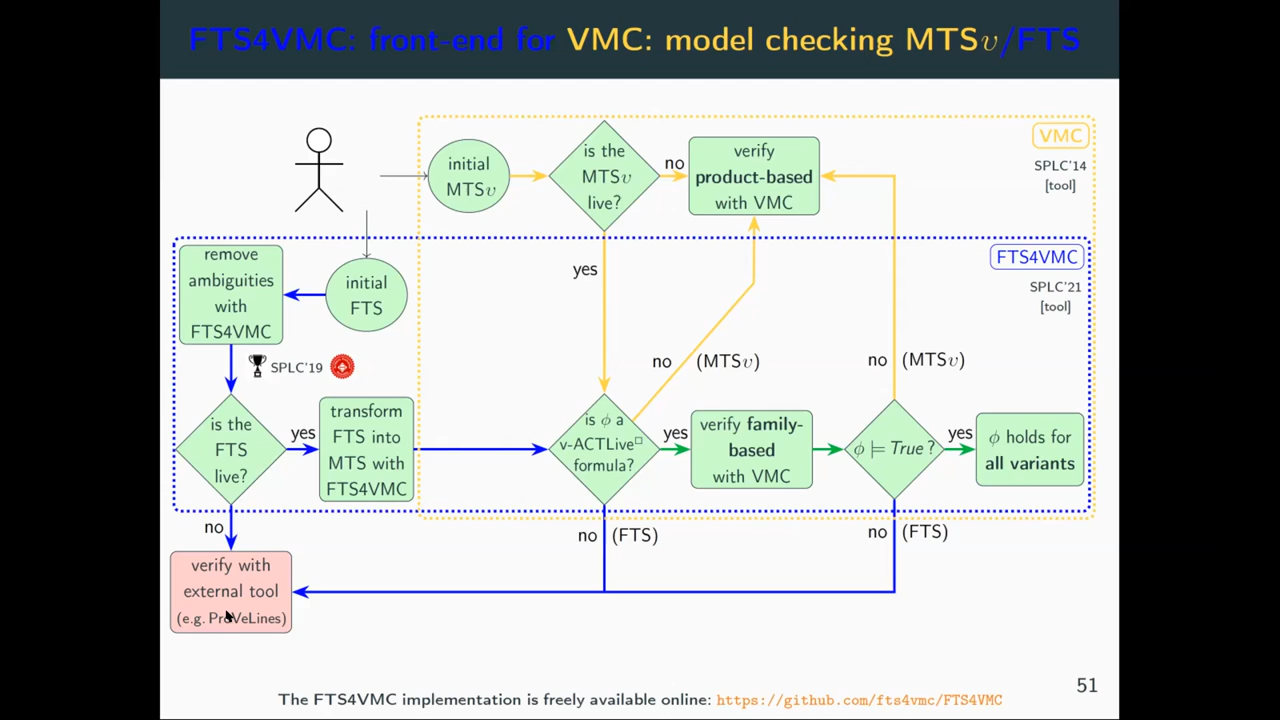 FTS4VMC: front-end for VMC: model checking MTSυ/FTS
VMC
SPLC'14
[tool]
initial
MTSυ
is the
MTSυ
live?
no
verify
product-based
with VMC
FTS4VMC
SPLC'21
[tool]
remove
ambiguities
with
FTS4VMC
initial
FTS
yes
SPLC'19
no (MTSυ)
no (MTSυ)
is the
FTS
live?
yes
transform
FTS into
MTS with
FTS4VMC
is ϕ a
v-ACTLive□
formula?
yes
verify family-
based
with VMC
ϕ ⊨ True ?
yes
ϕ holds for
all variants
no
no (FTS)
no (FTS)
verify with
external tool
(e.g. ProVeLines)
51
The FTS4VMC implementation is freely available online: https://github.com/fts4vmc/FTS4VMC